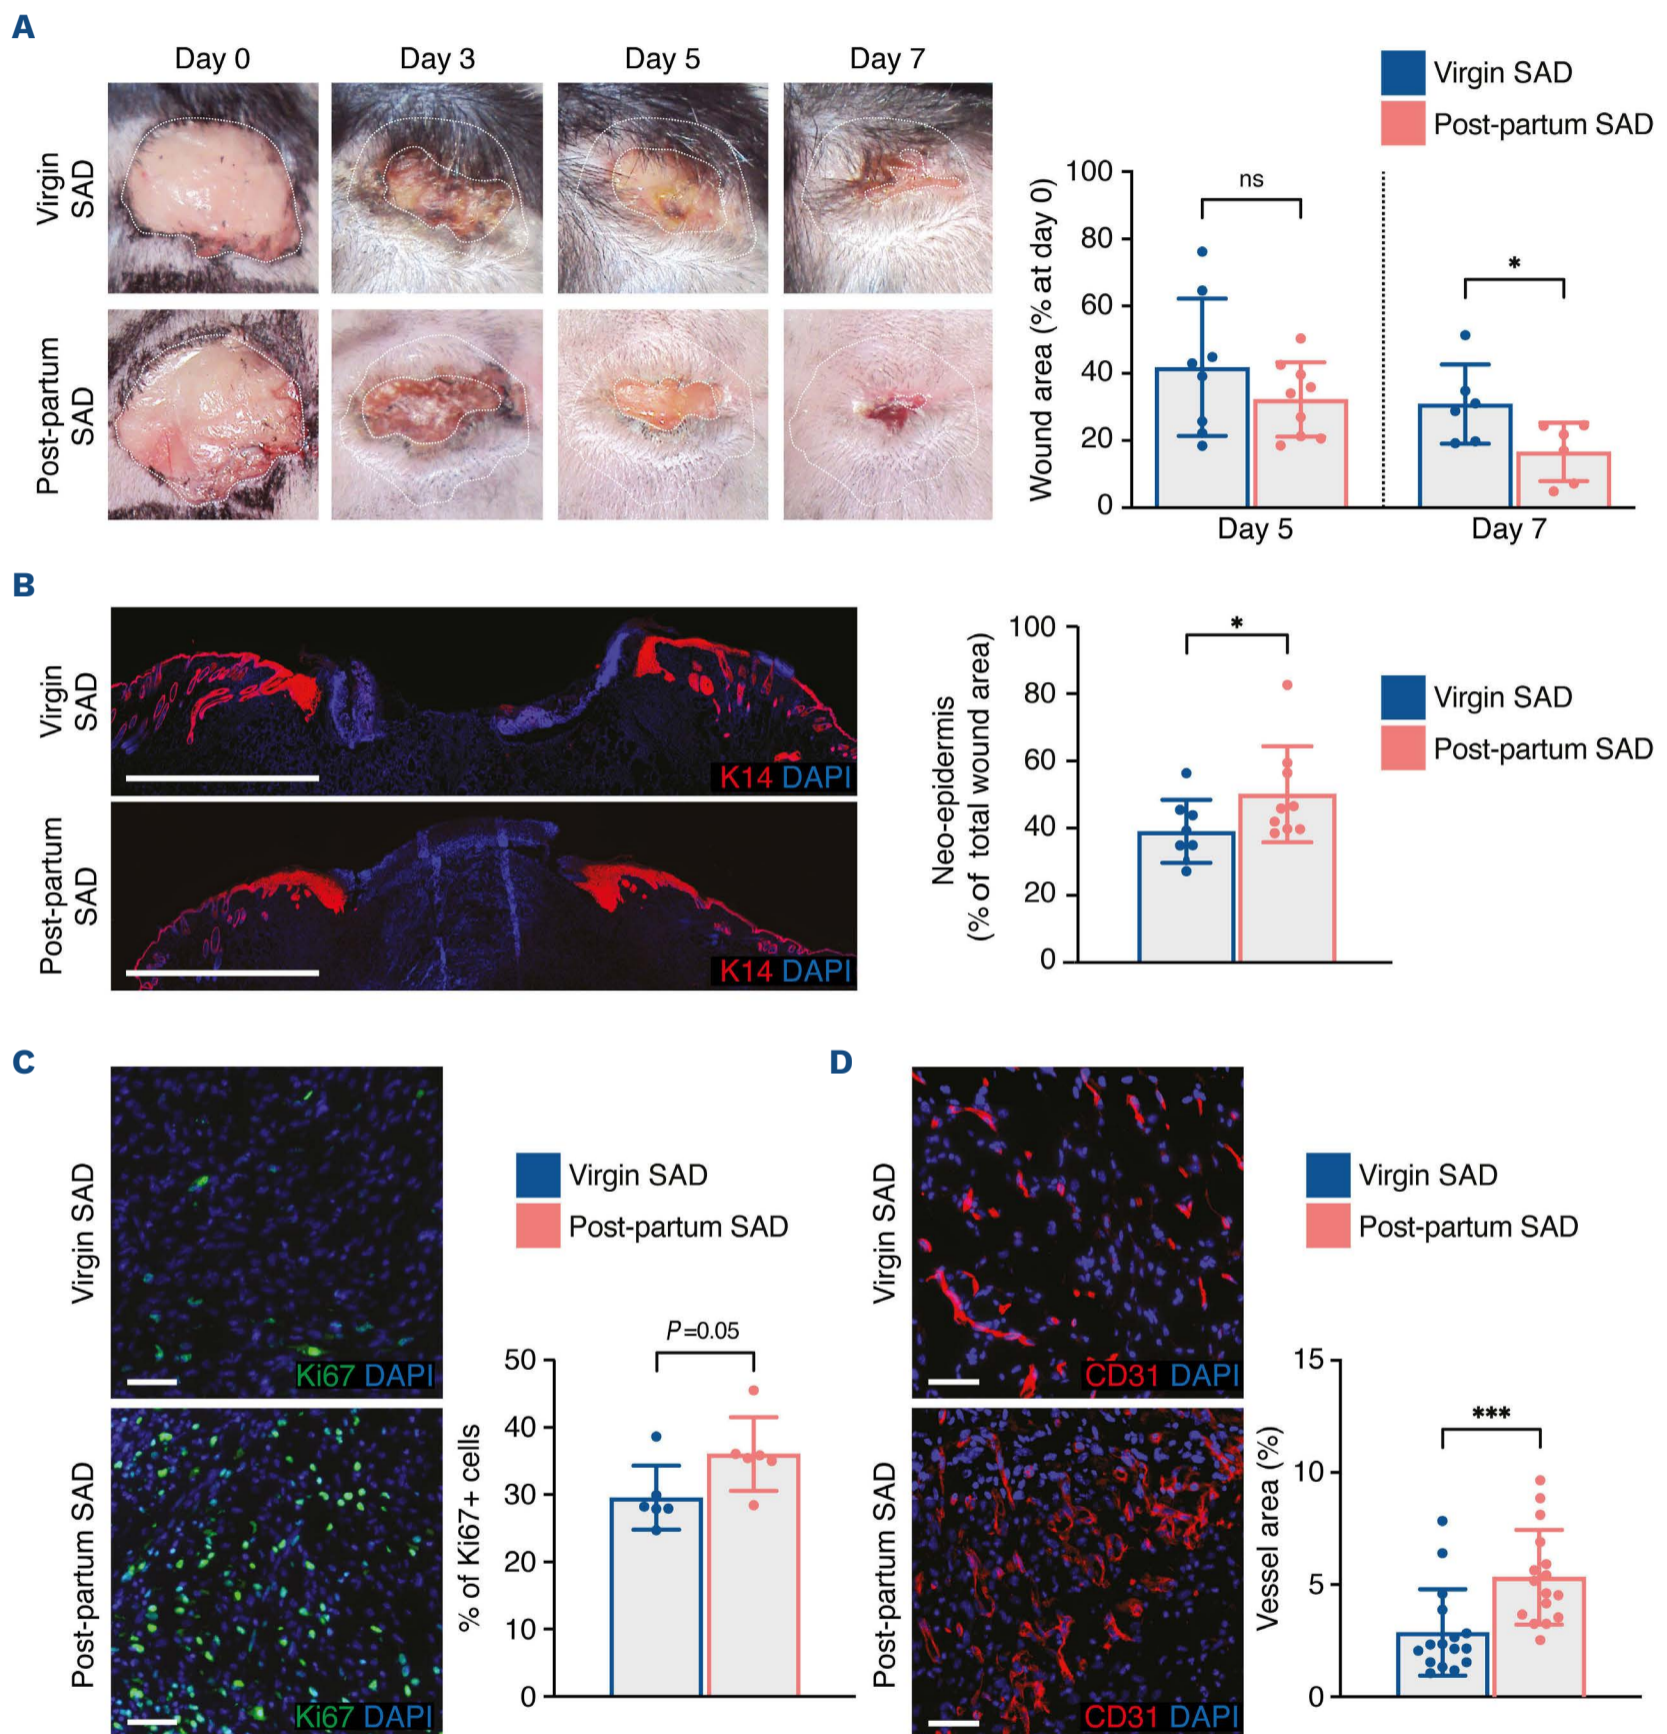 A
Day 0
Day 3
Day 5
Day 7
Virgin
SAD
Post-partum
SAD
Virgin SAD
Post-partum SAD
Wound area (% at day 0)
100
80
60
40
20
0
ns
*
Day 5
Day 7
B
Virgin
SAD
K14 DAPI
Post-partum
SAD
K14 DAPI
Neo-epidermis
(% of total wound area)
100
80
60
40
20
0
*
Virgin SAD
Post-partum SAD
C
Virgin SAD
Ki67 DAPI
Post-partum SAD
Ki67 DAPI
Virgin SAD
Post-partum SAD
% of Ki67+ cells
50
40
30
20
10
0
P=0.05
D
Virgin SAD
CD31 DAPI
Post-partum SAD
CD31 DAPI
Virgin SAD
Post-partum SAD
Vessel area (%)
15
10
5
0
***